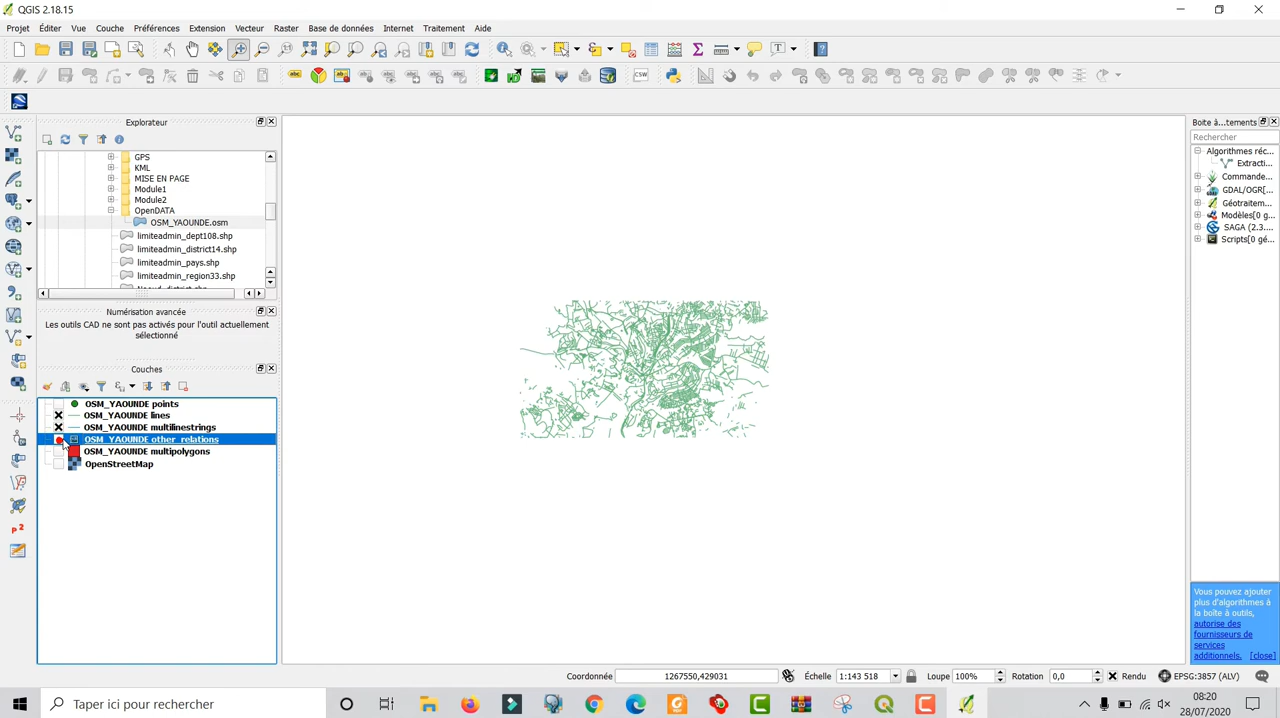 QGIS 2.18.15
Projet Éditer Vue Couche Préférences Extension Vecteur Raster Base de données Internet Traitement Aide
Explorateur
GPS
KML
MISE EN PAGE
Module1
Module2
OpenDATA
OSM_YAOUNDE.osm
limiteadmin_dept108.shp
limiteadmin_district14.shp
limiteadmin_pays.shp
limiteadmin_region33.shp
Numérisation avancée
Les outils CAD ne sont pas activés pour l'outil actuellement
sélectionné
Couches
OSM_YAOUNDE points
OSM_YAOUNDE lines
OSM_YAOUNDE multilinestrings
OSM_YAOUNDE other_relations
OSM_YAOUNDE multipolygons
OpenStreetMap
Boite à...tements
Rechercher
Algorithmes réc...
Extracti...
Commande...
GDAL/OGR[...
Géotraitem...
Modèles[0 g...
SAGA (2.3....
Scripts[0 gé...
Vous pouvez ajouter
plus d'algorithmes à
la boîte à outils,
autorise des
fournisseurs de
services
additionnels. [close]
Coordonnée 1267550,429031 Échelle 1:143 518 Loupe 100% Rotation 0,0 Rendu EPSG:3857 (ALV)
Taper ici pour rechercher
08:20
28/07/2020